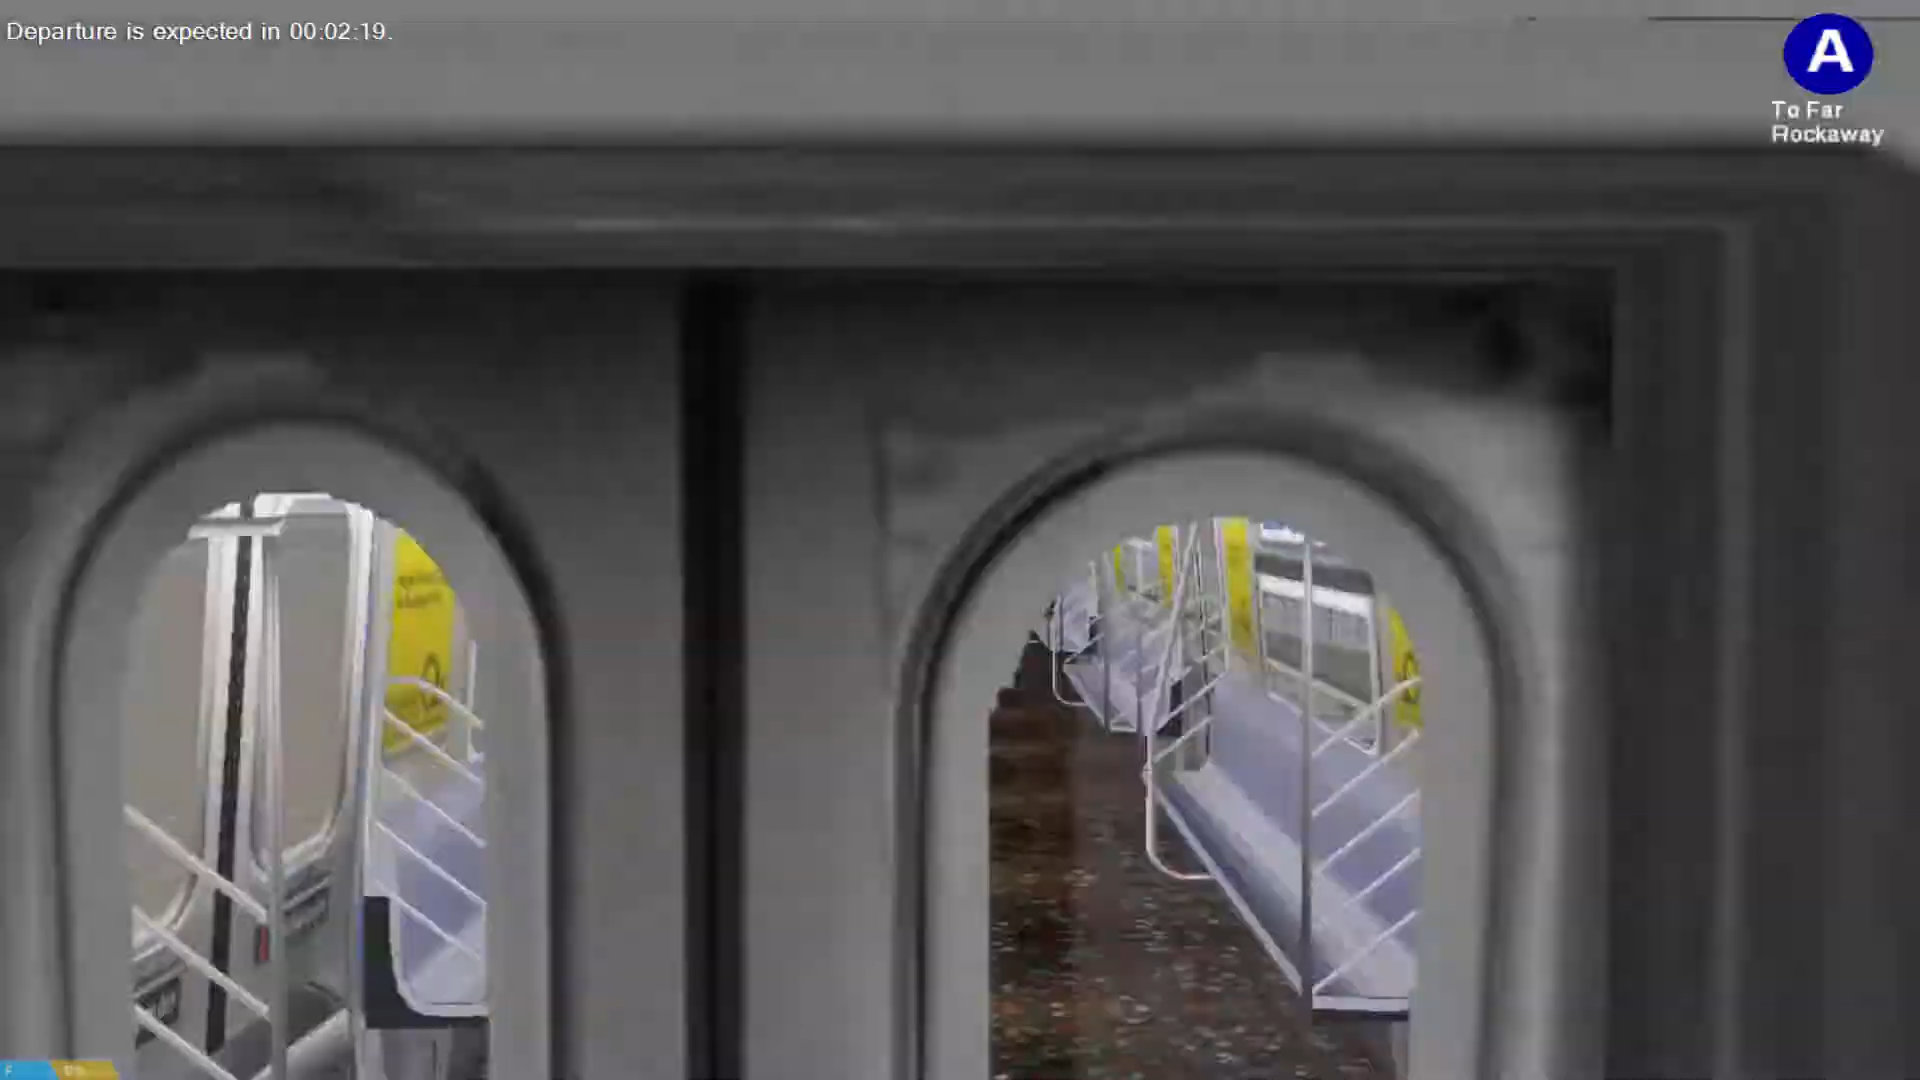 Departure is expected in 00:02:19.
A
To Far
Rockaway